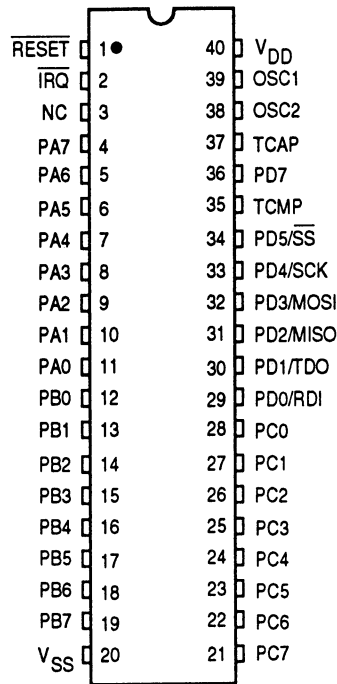 RESET 1 40 VDD
IRQ 2 39 OSC1
NC 3 38 OSC2
PA7 4 37 TCAP
PA6 5 36 PD7
PA5 6 35 TCMP
PA4 7 34 PD5/SS
PA3 8 33 PD4/SCK
PA2 9 32 PD3/MOSI
PA1 10 31 PD2/MISO
PA0 11 30 PD1/TDO
PB0 12 29 PD0/RDI
PB1 13 28 PC0
PB2 14 27 PC1
PB3 15 26 PC2
PB4 16 25 PC3
PB5 17 24 PC4
PB6 18 23 PC5
PB7 19 22 PC6
VSS 20 21 PC7